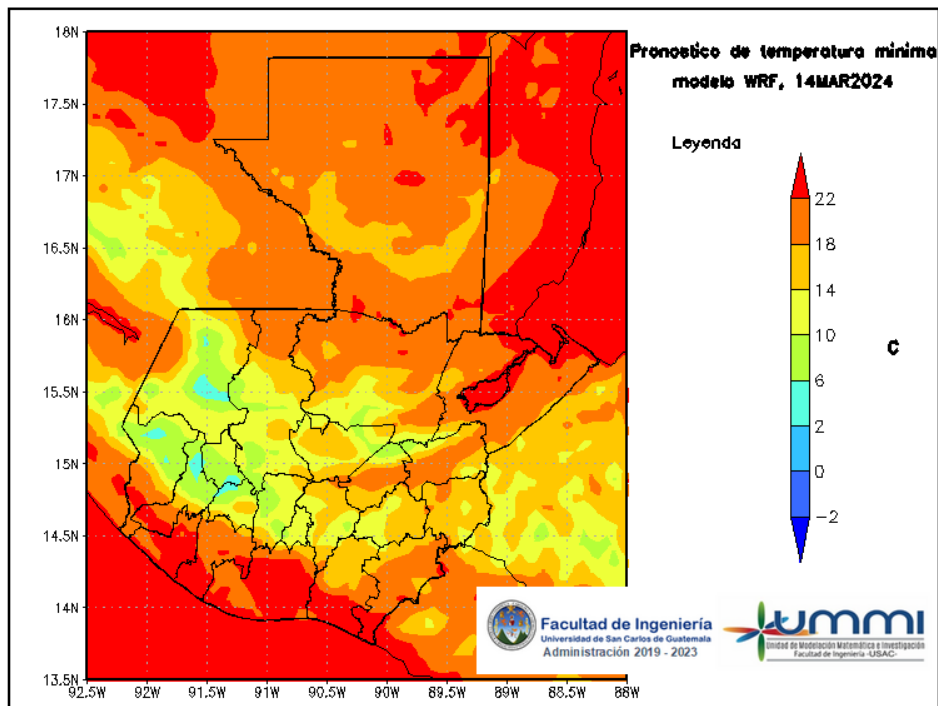 Pronostico de temperatura minima
modelo WRF, 14MAR2024
Leyenda
22
18
14
10
6
2
0
−2
C
18N
17.5N
17N
16.5N
16N
15.5N
15N
14.5N
14N
13.5N
92.5W 92W 91.5W 91W 90.5W 90W 89.5W 89W 88.5W 88W
Facultad de Ingeniería
Universidad de San Carlos de Guatemala
Administración 2019 - 2023
ummi
Unidad de Modelación Matemática e Investigación
Facultad de Ingeniería -USAC-